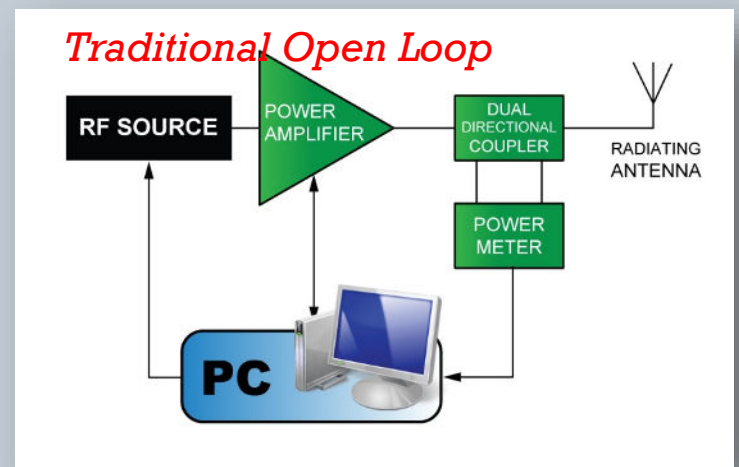 Traditional Open Loop
RF SOURCE
POWER
AMPLIFIER
DUAL
DIRECTIONAL
COUPLER
RADIATING
ANTENNA
POWER
METER
PC